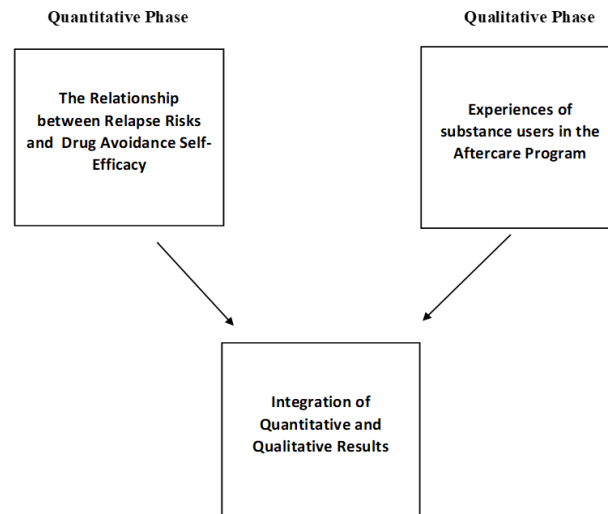 Quantitative Phase
Qualitative Phase
The Relationship
between Relapse Risks
and Drug Avoidance Self-
Efficacy
Experiences of
substance users in the
Aftercare Program
Integration of
Quantitative and
Qualitative Results